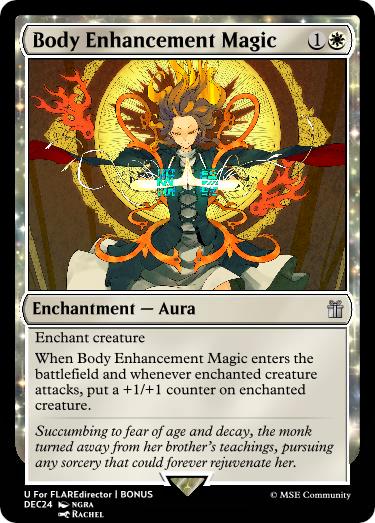 Body Enhancement Magic
1
Enchantment — Aura
Enchant creature
When Body Enhancement Magic enters the
battlefield and whenever enchanted creature
attacks, put a +1/+1 counter on enchanted
creature.
Succumbing to fear of age and decay, the monk
turned away from her brother's teachings, pursuing
any sorcery that could forever rejuvenate her.
U For FLAREdirector | BONUS
DEC24 NGRA
RACHEL
© MSE Community